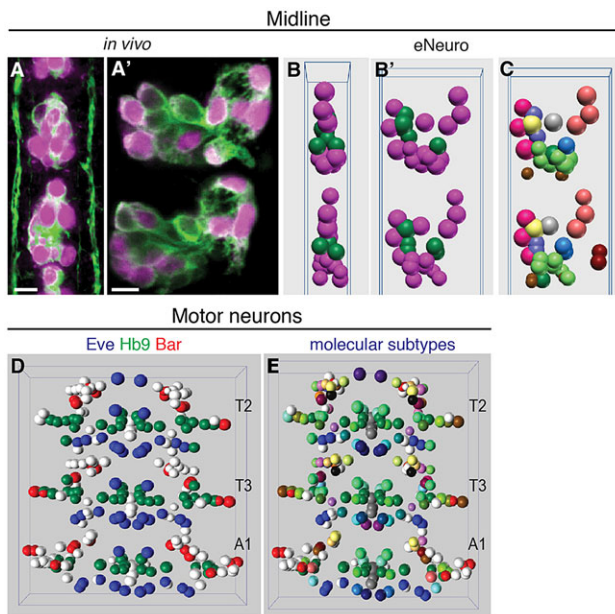 Midline
in vivo
eNeuro
A
A'
B
B'
C
Motor neurons
Eve Hb9 Bar
molecular subtypes
D
T2
T3
A1
E
T2
T3
A1